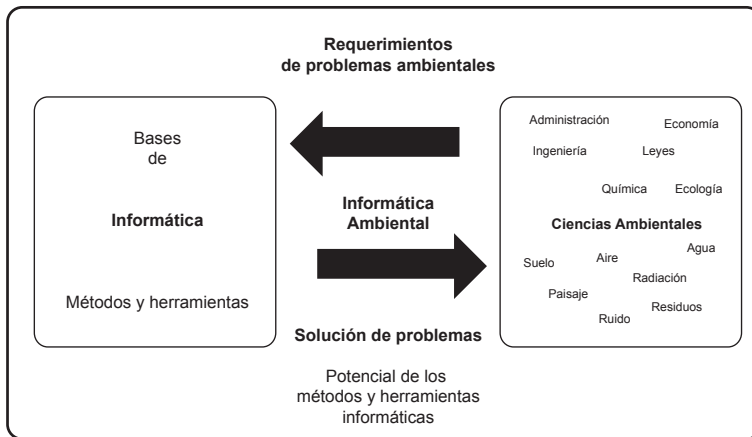 Requerimientos
de problemas ambientales
Bases
de
Informática
Métodos y herramientas
Informática
Ambiental
Solución de problemas
Potencial de los
métodos y herramientas
informáticas
Administración
Economía
Ingeniería
Leyes
Química
Ecología
Ciencias Ambientales
Agua
Aire
Suelo
Radiación
Paisaje
Residuos
Ruido